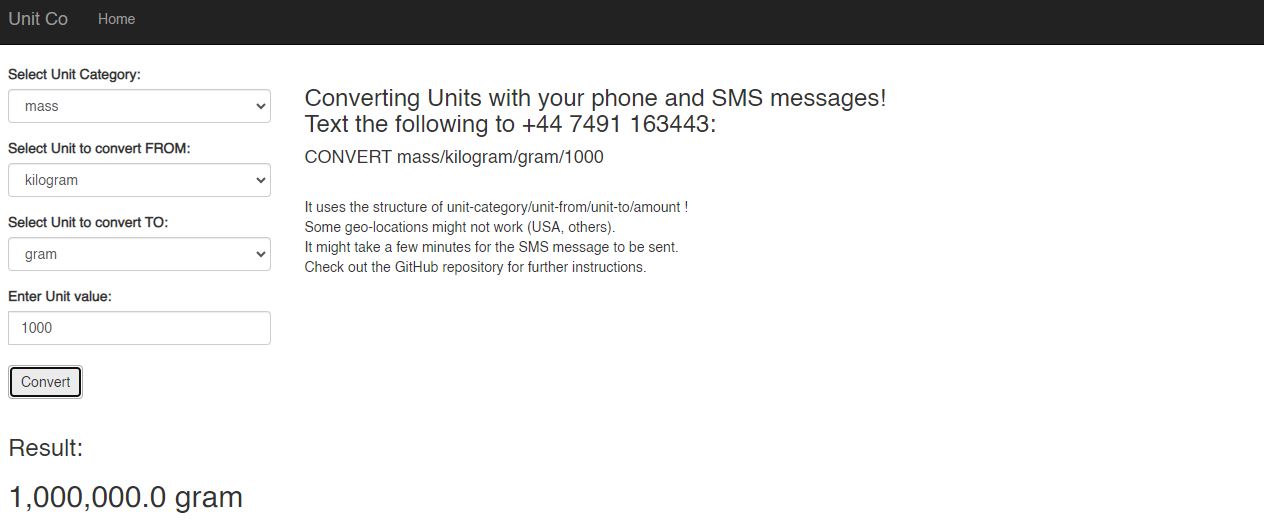 Unit Co Home
Select Unit Category:
mass
Select Unit to convert FROM:
kilogram
Select Unit to convert TO:
gram
Enter Unit value:
1000
Convert
Result:
1,000,000.0 gram
Converting Units with your phone and SMS messages!
Text the following to +44 7491 163443:
CONVERT mass/kilogram/gram/1000
It uses the structure of unit-category/unit-from/unit-to/amount !
Some geo-locations might not work (USA, others).
It might take a few minutes for the SMS message to be sent.
Check out the GitHub repository for further instructions.